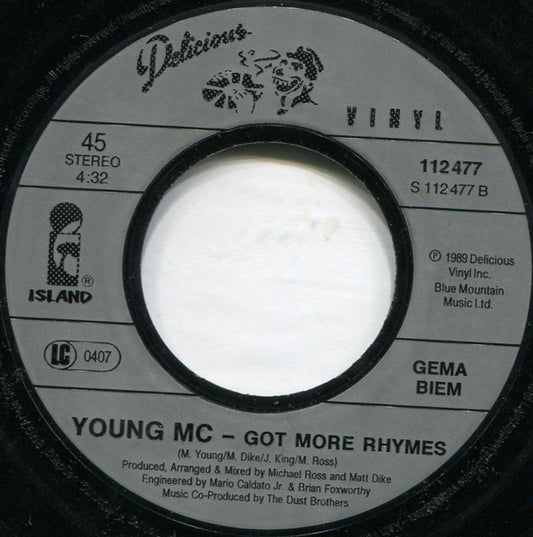 Delicious
VINYL
45
STEREO
4:32
112 477
S 112 477 B
®
ISLAND
℗ 1989 Delicious
Vinyl Inc.
Blue Mountain
Music Ltd.
LC 0407
GEMA
BIEM
YOUNG MC – GOT MORE RHYMES
(M. Young/M. Dike/J. King/M. Ross)
Produced, Arranged & Mixed by Michael Ross and Matt Dike
Engineered by Mario Caldato Jr. & Brian Foxworthy
Music Co-Produced by The Dust Brothers